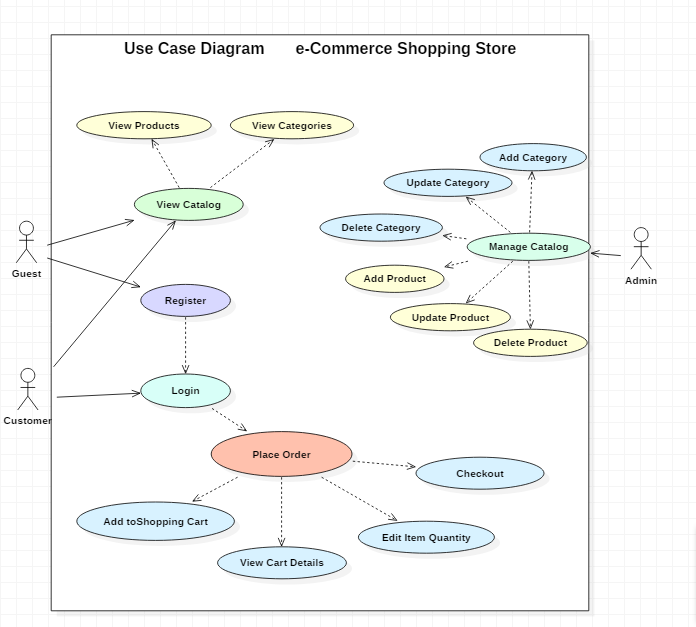 Use Case Diagram e-Commerce Shopping Store
View Products
View Categories
Add Category
Update Category
View Catalog
Delete Category
Manage Catalog
Guest
Admin
Add Product
Register
Update Product
Delete Product
Login
Customer
Place Order
Checkout
Add toShopping Cart
Edit Item Quantity
View Cart Details